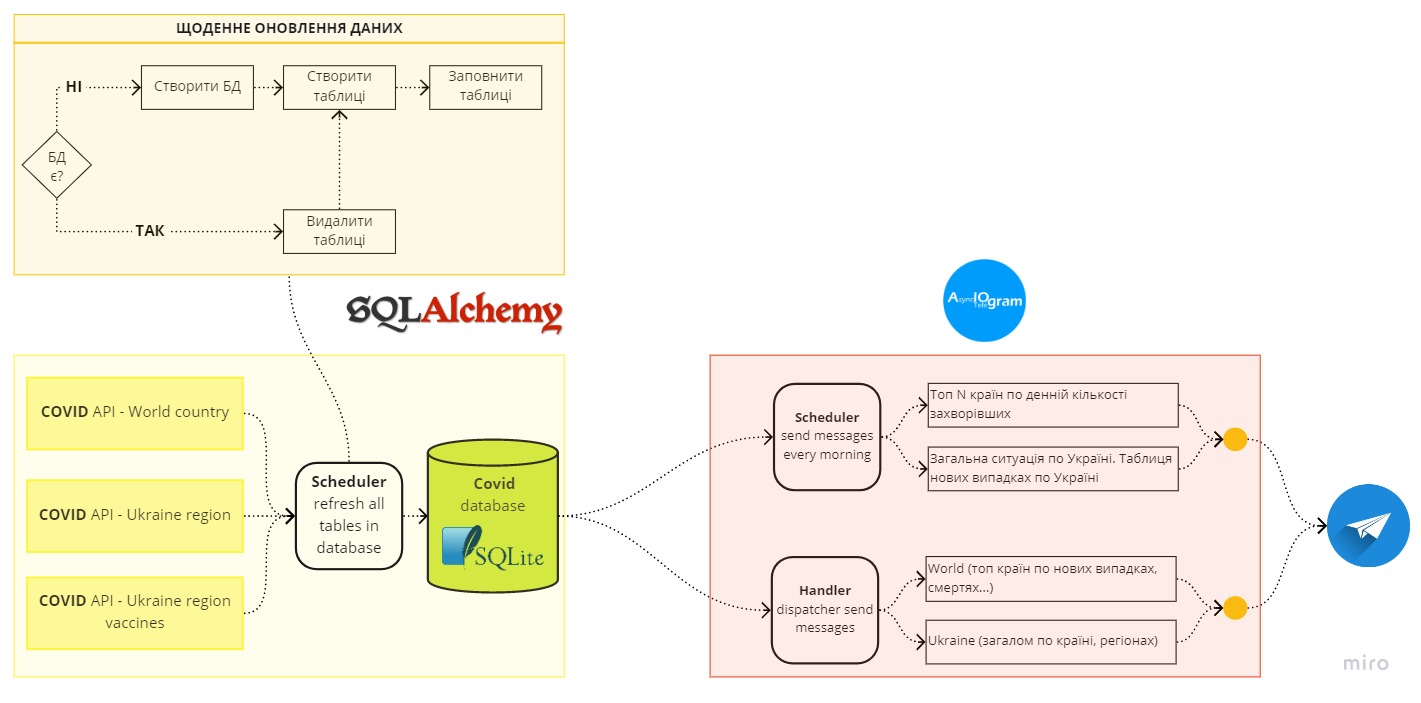 ЩОДЕННЕ ОНОВЛЕННЯ ДАНИХ
НІ
Створити БД
Створити
таблиці
Заповнити
таблиці
БД
є?
ТАК
Видалити
таблиці
SQLAlchemy
COVID API - World country
COVID API - Ukraine region
COVID API - Ukraine region
vaccines
Scheduler
refresh all
tables in
database
Covid
database
SQLite
AsyncIOgram
Tele
Scheduler
send messages
every morning
Топ N країн по денній кількості
захворівших
Загальна ситуація по Україні. Таблиця
нових випадках по Україні
Handler
dispatcher send
messages
World (топ країн по нових випадках,
смертях...)
Ukraine (загалом по країні, регіонах)
miro